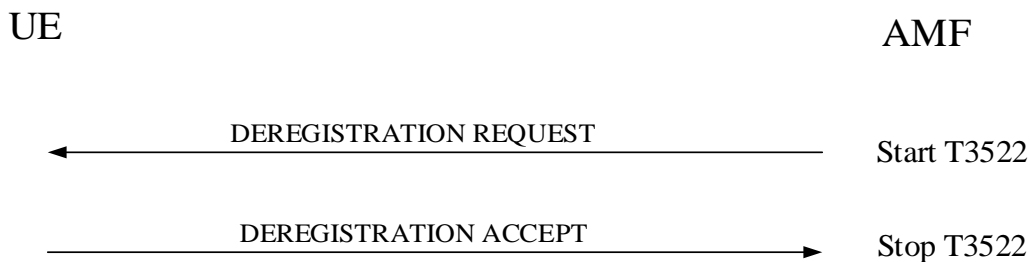 UE
AMF
DEREGISTRATION REQUEST
Start T3522
DEREGISTRATION ACCEPT
Stop T3522